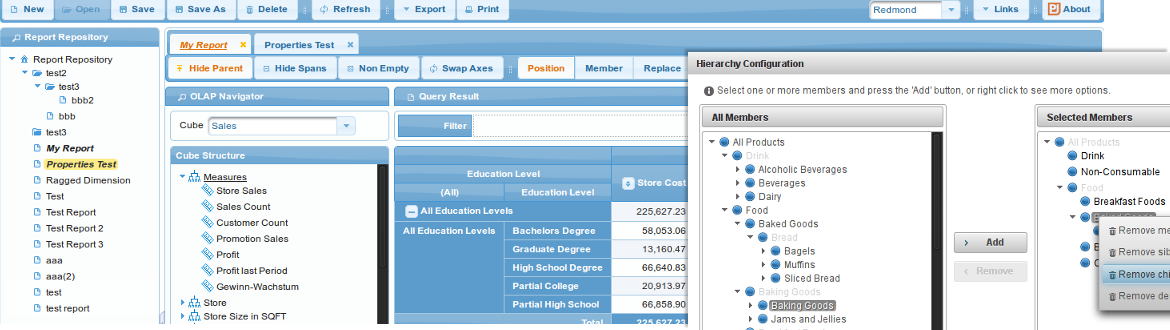 New Open Save Save As Delete Refresh Export Print Redmond Links About
Report Repository
Report Repository
test2
test3
bbb2
bbb
test3
My Report
Properties Test
Ragged Dimension
Test
Test Report
Test Report 2
Test Report 3
aaa
aaa(2)
test
test report
My Report Properties Test
Hide Parent Hide Spans Non Empty Swap Axes Position Member Replace
OLAP Navigator
Cube Sales
Cube Structure
Measures
Store Sales
Sales Count
Customer Count
Promotion Sales
Profit
Profit last Period
Gewinn-Wachstum
Store
Store Size in SQFT
Query Result
Filter
Education Level
(All) Education Level Store Cost
All Education Levels 225,627.23
All Education Levels Bachelors Degree 58,053.06
Graduate Degree 13,160.47
High School Degree 66,640.83
Partial College 20,913.97
Partial High School 66,858.90
Total 225,627.23
Hierarchy Configuration
Select one or more members and press the 'Add' button, or right click to see more options.
All Members
All Products
Drink
Alcoholic Beverages
Beverages
Dairy
Food
Baked Goods
Bread
Bagels
Muffins
Sliced Bread
Baking Goods
Baking Goods
Jams and Jellies
Add
Remove
Selected Members
All Products
Drink
Non-Consumable
Food
Breakfast Foods
Remove me
Remove sib
Remove chi
Remove de